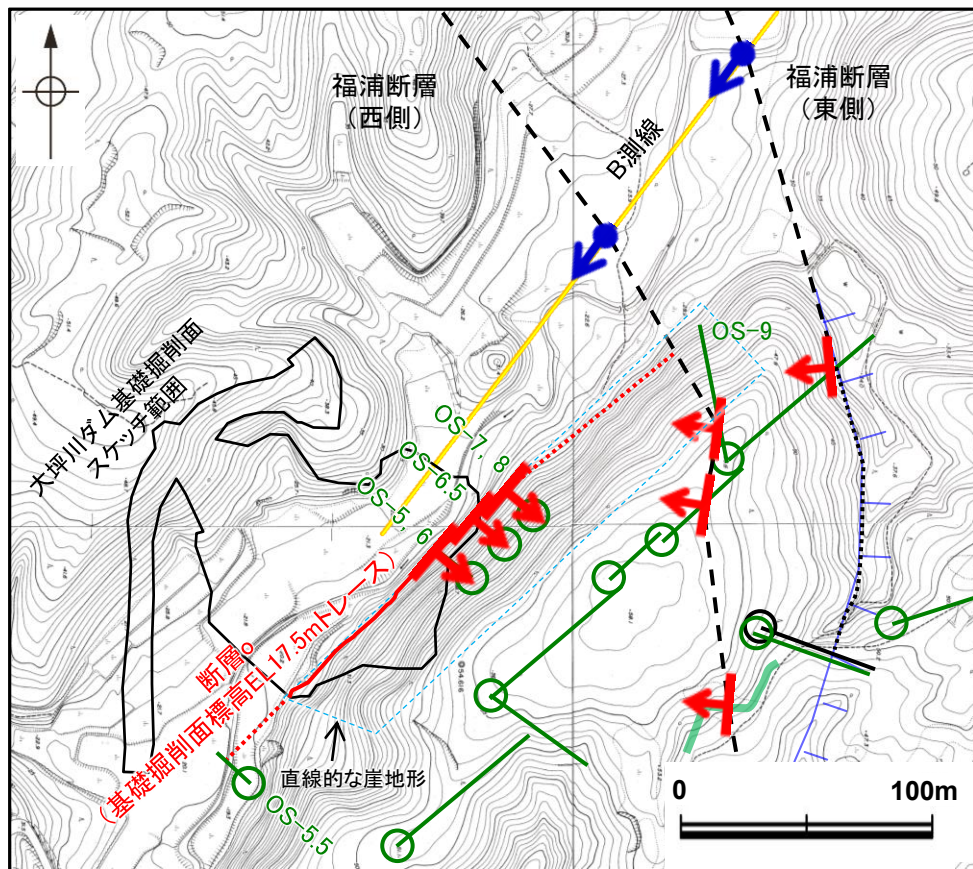 福浦断層
(西側)
福浦断層
(東側)
B測線
OS-9
大坪川ダム基礎掘削面
スケッチ範囲
OS-7, 8
OS-6.5
OS-5, 6
断層o
(基礎掘削面標高EL17.5mトレース)
直線的な崖地形
OS-5.5
0
100m